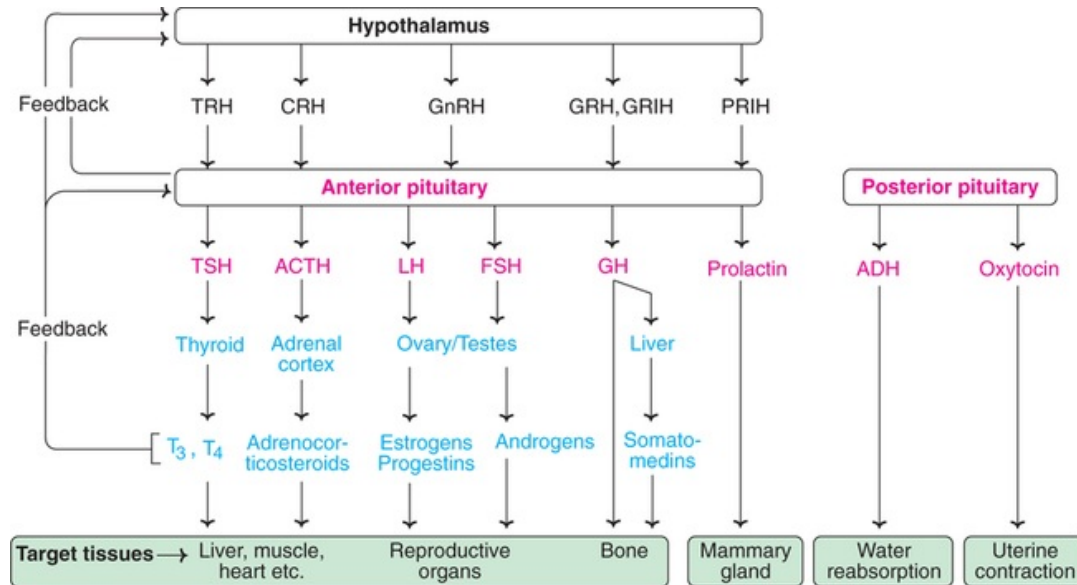 Hypothalamus
Feedback
TRH
CRH
GnRH
GRH, GRIH
PRIH
Anterior pituitary
Posterior pituitary
TSH
ACTH
LH
FSH
GH
Prolactin
ADH
Oxytocin
Feedback
Thyroid
Adrenal
cortex
Ovary/Testes
Liver
T3, T4
Adrenocor-
ticosteroids
Estrogens
Progestins
Androgens
Somato-
medins
Target tissues
Liver, muscle,
heart etc.
Reproductive
organs
Bone
Mammary
gland
Water
reabsorption
Uterine
contraction